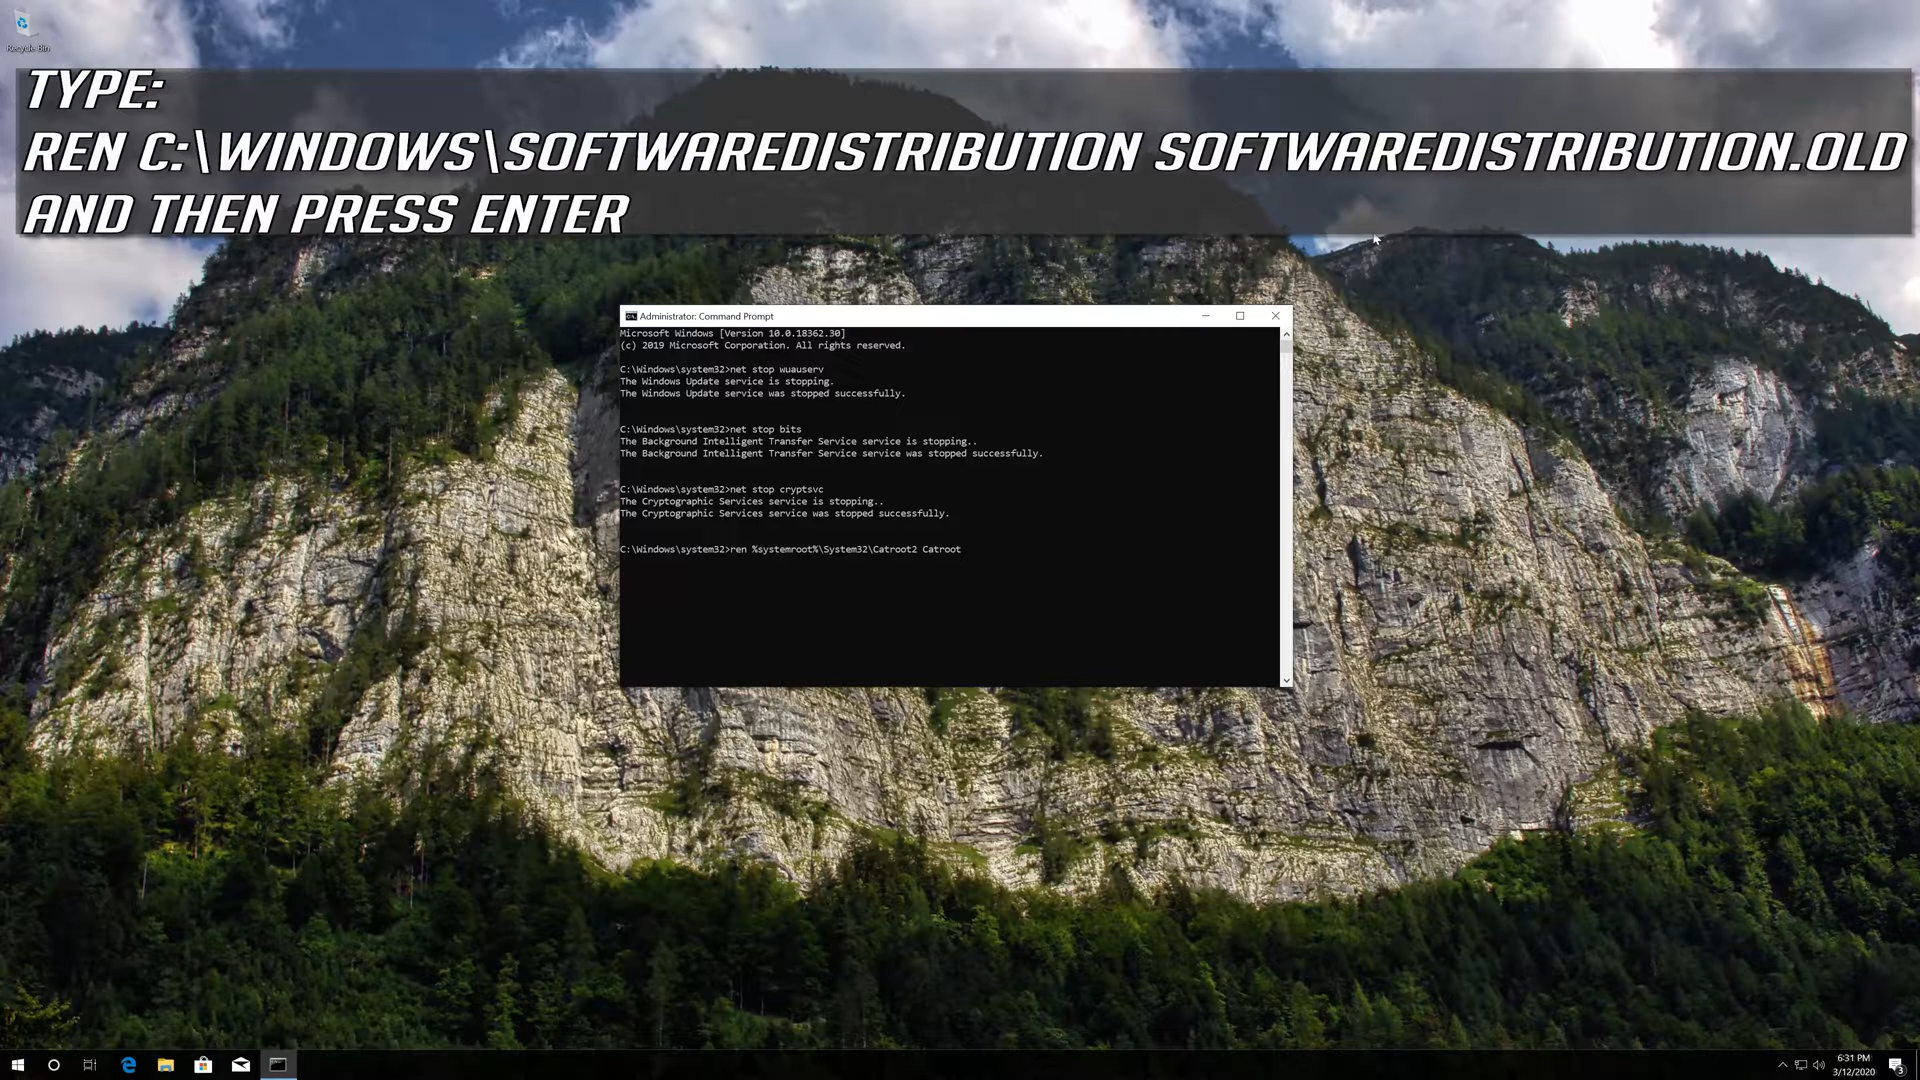 Recycle Bin
TYPE:
REN C:\WINDOWS\SOFTWAREDISTRIBUTION SOFTWAREDISTRIBUTION.OLD
AND THEN PRESS ENTER
Administrator: Command Prompt
Microsoft Windows [Version 10.0.18362.30]
(c) 2019 Microsoft Corporation. All rights reserved.
C:\Windows\system32>net stop wuauserv
The Windows Update service is stopping.
The Windows Update service was stopped successfully.
C:\Windows\system32>net stop bits
The Background Intelligent Transfer Service service is stopping..
The Background Intelligent Transfer Service service was stopped successfully.
C:\Windows\system32>net stop cryptsvc
The Cryptographic Services service is stopping..
The Cryptographic Services service was stopped successfully.
C:\Windows\system32>ren %systemroot%\System32\Catroot2 Catroot
6:31 PM
3/12/2020
3